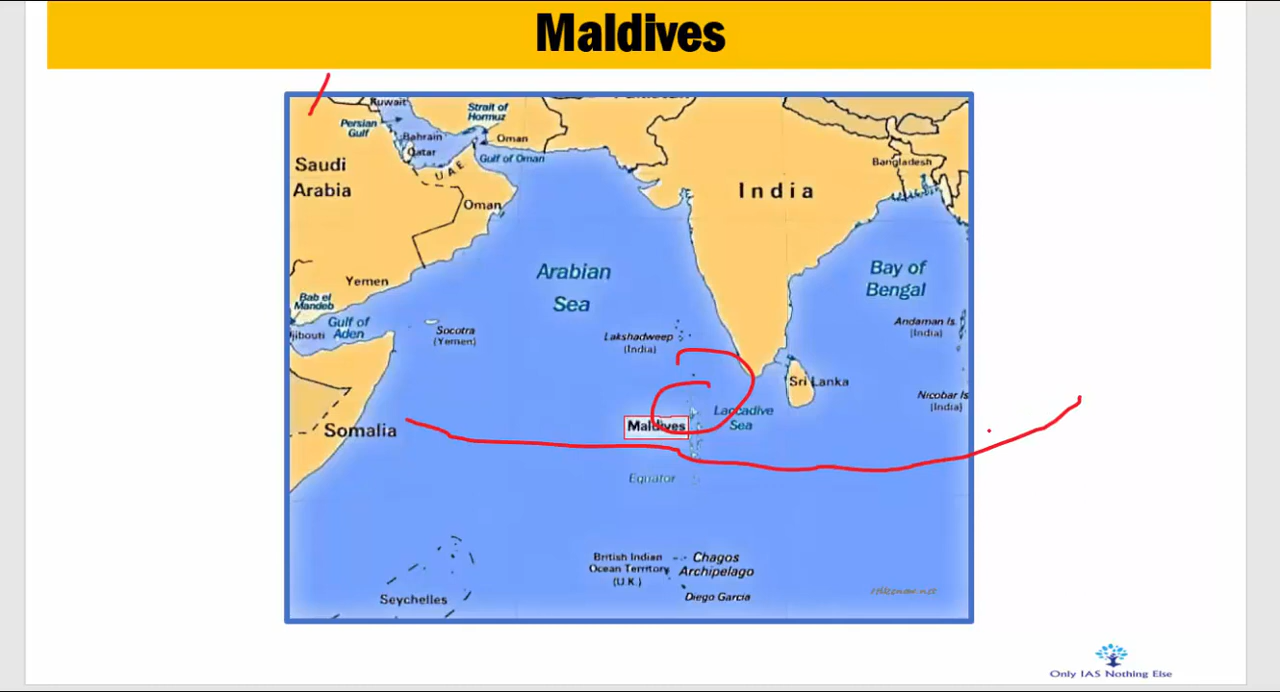 Maldives
Kuwait
Persian
Gulf
Strait of
Hormuz
Bahrain
Qatar
Oman
Gulf of Oman
U A E
Saudi
Arabia
Oman
Yemen
Bab el
Mandeb
Gulf of
Aden
Socotra
(Yemen)
Somalia
India
Bangladesh
Arabian
Sea
Bay of
Bengal
Lakshadweep
(India)
Andaman Is.
(India)
Sri Lanka
Nicobar Is
(India)
Laccadive
Sea
Maldives
Equator
British Indian
Ocean Territory
(U.K.)
Chagos
Archipelago
Diego Garcia
Seychelles
Only IAS Nothing Else